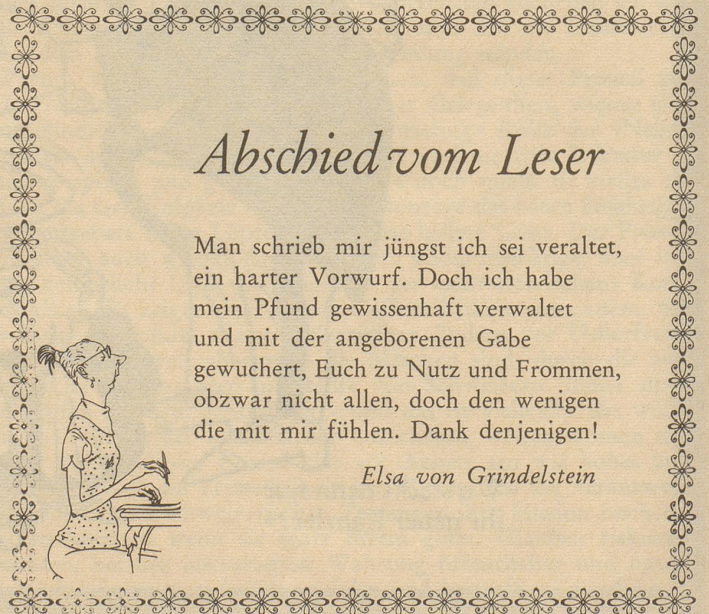 Abschied vom Leser
Man schrieb mir jüngst ich sei veraltet,
ein harter Vorwurf. Doch ich habe
mein Pfund gewissenhaft verwaltet
und mit der angeborenen Gabe
gewuchert, Euch zu Nutz und Frommen,
obzwar nicht allen, doch den wenigen
die mit mir fühlen. Dank denjenigen!
Elsa von Grindelstein